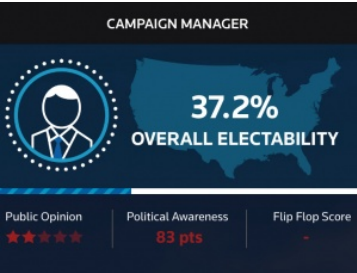 CAMPAIGN MANAGER
37.2%
OVERALL ELECTABILITY
Public Opinion
Political Awareness
Flip Flop Score
83 pts
-